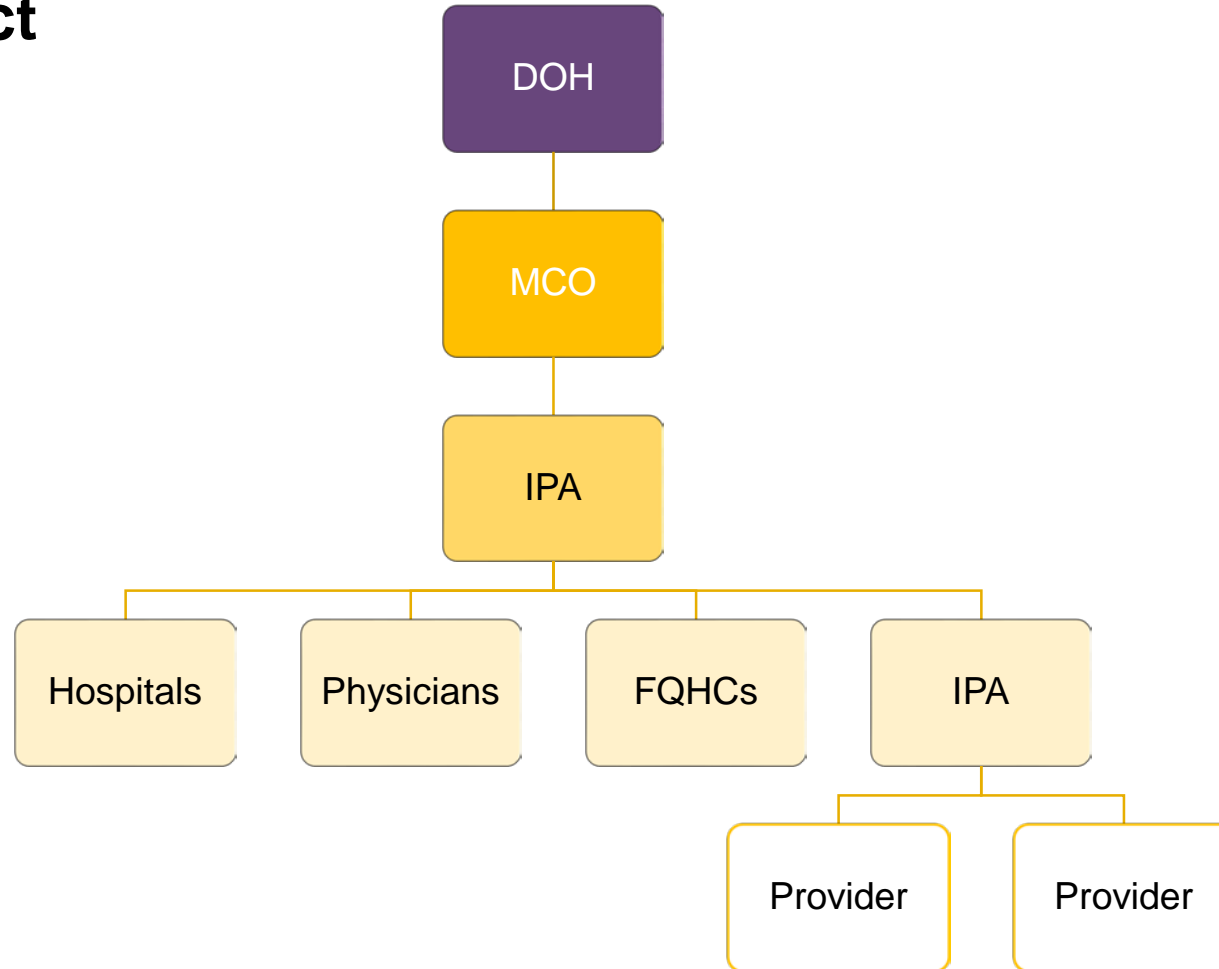 ct
DOH
MCO
IPA
Hospitals
Physicians
FQHCs
IPA
Provider
Provider